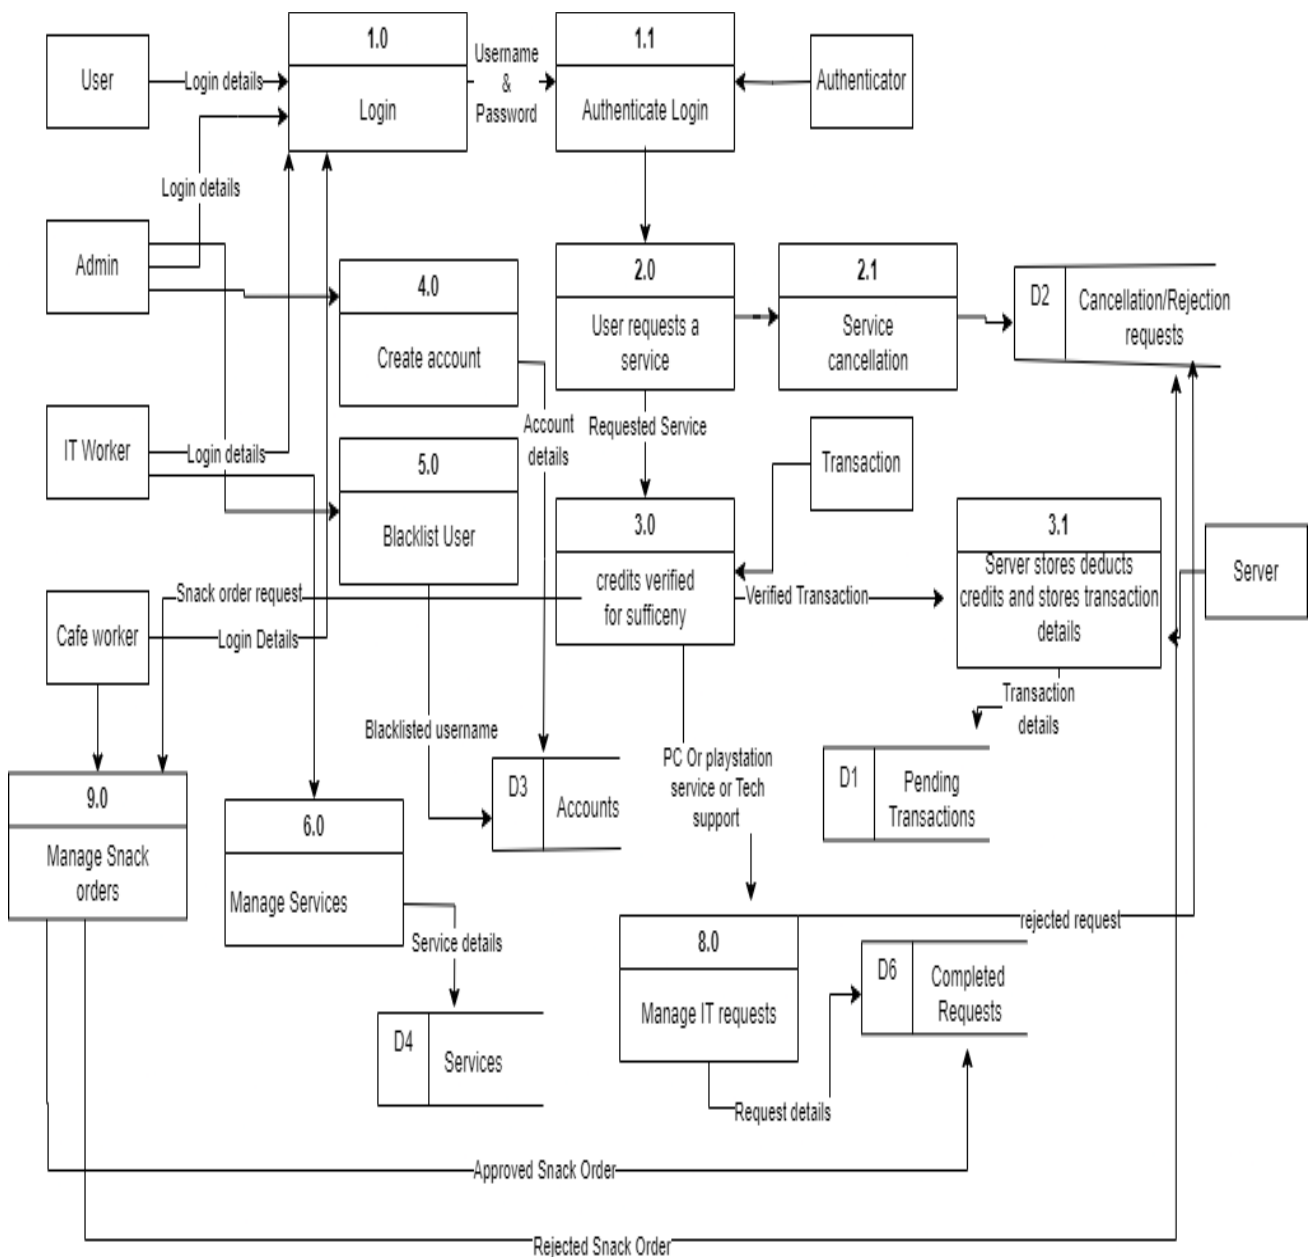 1.0
Login
User
Login details
Username
&
Password
1.1
Authenticate Login
Authenticator
Login details
Admin
4.0
Create account
2.0
User requests a
service
2.1
Service
cancellation
D2
Cancellation/Rejection
requests
IT Worker
Login details
5.0
Blacklist User
Account
details
Requested Service
Transaction
3.0
credits verified
for sufficeny
3.1
Server stores deducts
credits and stores transaction
details
Server
Snack order request
Verified Transaction
Cafe worker
Login Details
Transaction
details
Blacklisted username
PC Or playstation
service or Tech
support
D3
Accounts
D1
Pending
Transactions
9.0
Manage Snack
orders
6.0
Manage Services
Service details
8.0
Manage IT requests
rejected request
D6
Completed
Requests
D4
Services
Request details
Approved Snack Order
Rejected Snack Order